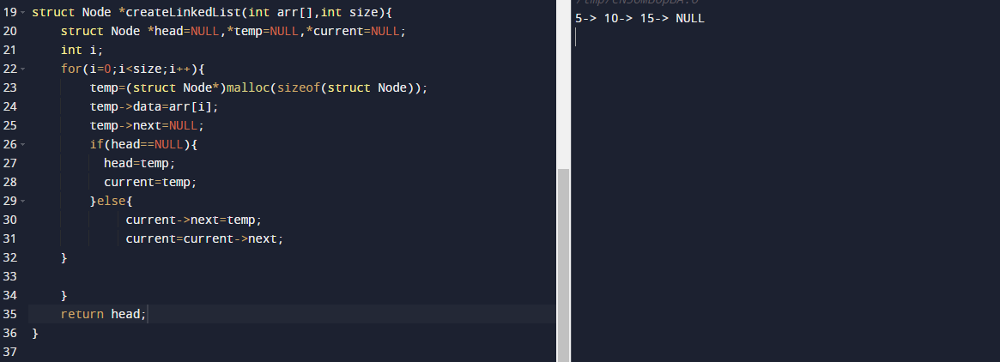 19 struct Node *createLinkedList(int arr[],int size){
20     struct Node *head=NULL,*temp=NULL,*current=NULL;
21     int i;
22     for(i=0;i<size;i++){
23         temp=(struct Node*)malloc(sizeof(struct Node));
24         temp->data=arr[i];
25         temp->next=NULL;
26         if(head==NULL){
27           head=temp;
28           current=temp;
29         }else{
30              current->next=temp;
31              current=current->next;
32     }
33
34     }
35     return head;
36 }
37
5-> 10-> 15-> NULL